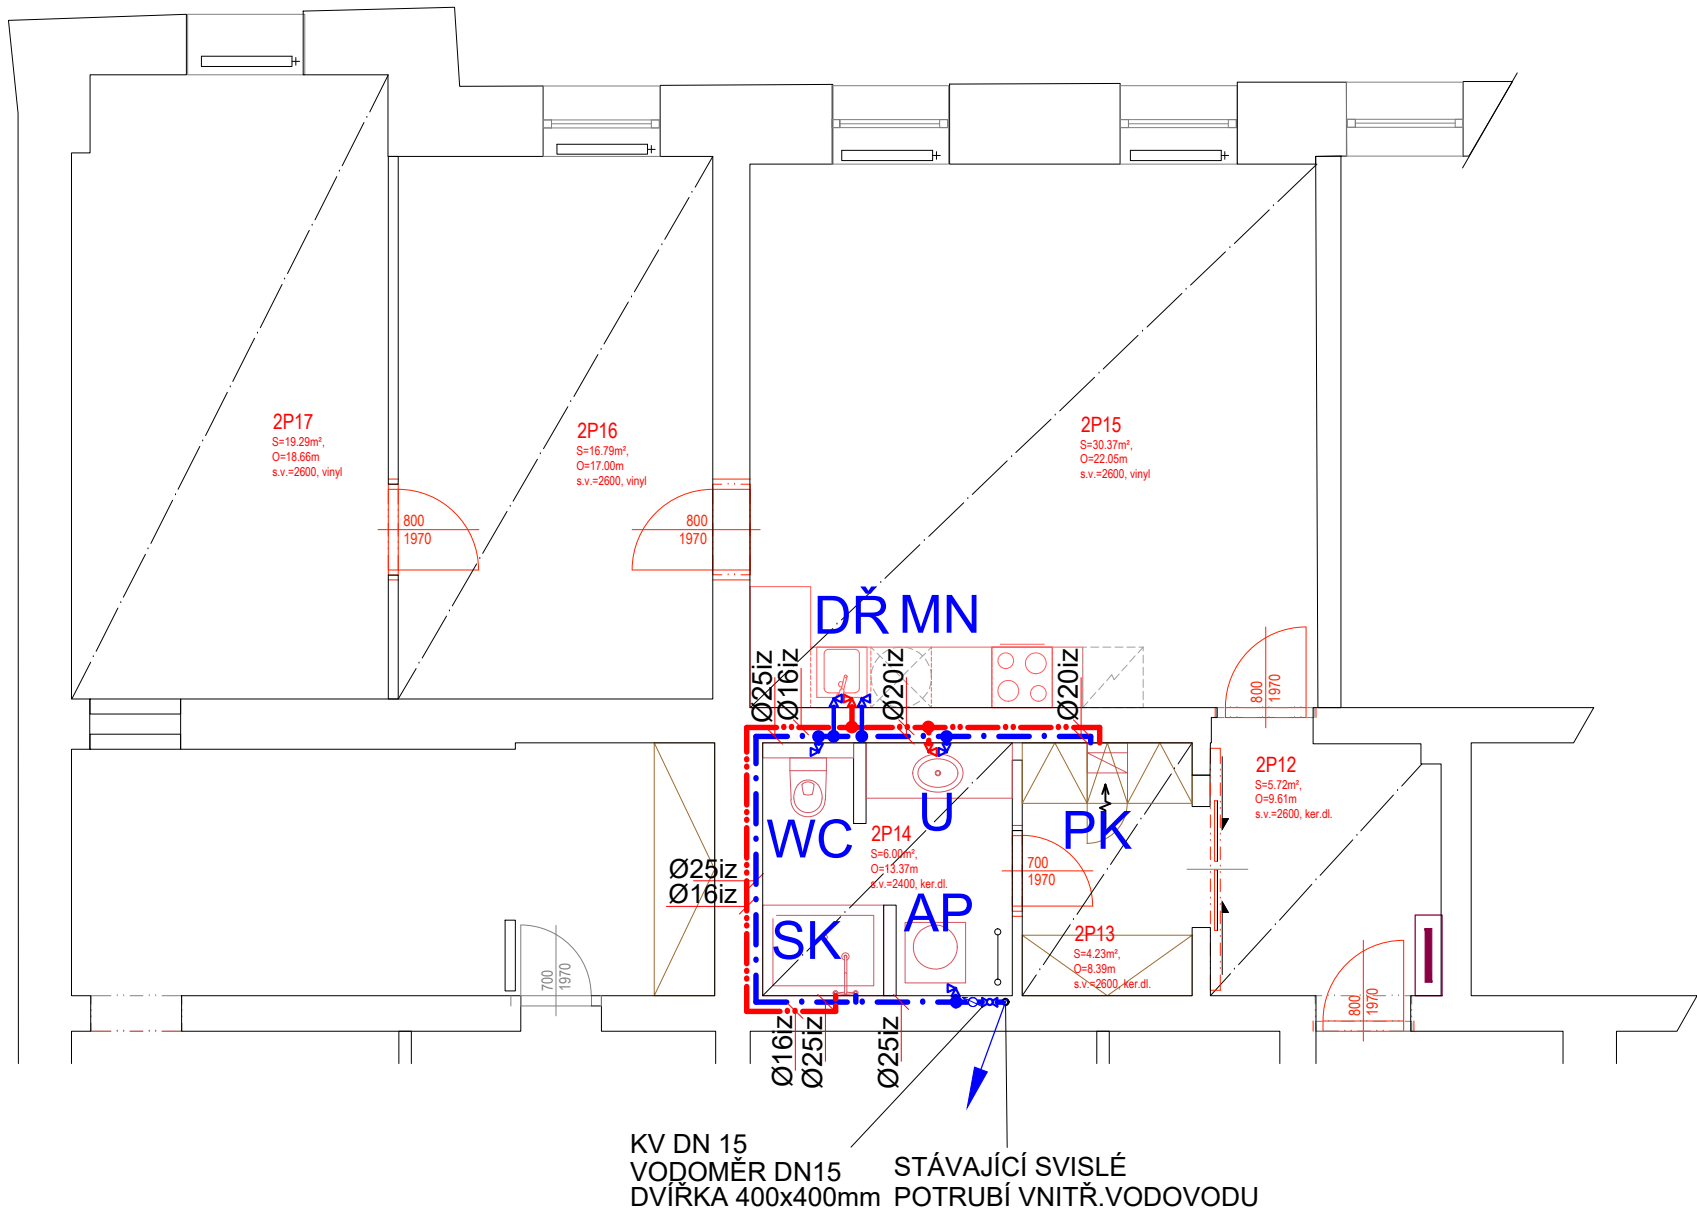 2P17
S=19.29m²,
O=18.66m
s.v.=2600, vinyl
2P16
S=16.79m²,
O=17.00m
s.v.=2600, vinyl
2P15
S=30.37m²,
O=22.05m
s.v.=2600, vinyl
800
1970
800
1970
DŘ MN
Ø25iz
Ø16iz
Ø20iz
Ø20iz
800
1970
2P12
S=5.72m²,
O=9.61m
s.v.=2600, ker.dl.
WC
U
PK
2P14
S=6.00m²,
O=13.37m
s.v.=2400, ker.dl.
700
1970
Ø25iz
Ø16iz
SK
AP
2P13
S=4.23m²,
O=8.39m
s.v.=2600, ker.dl.
700
1970
800
1970
Ø16iz
Ø25iz
Ø25iz
KV DN 15
VODOMĚR DN15
DVÍŘKA 400x400mm
STÁVAJÍCÍ SVISLÉ
POTRUBÍ VNITŘ.VODOVODU